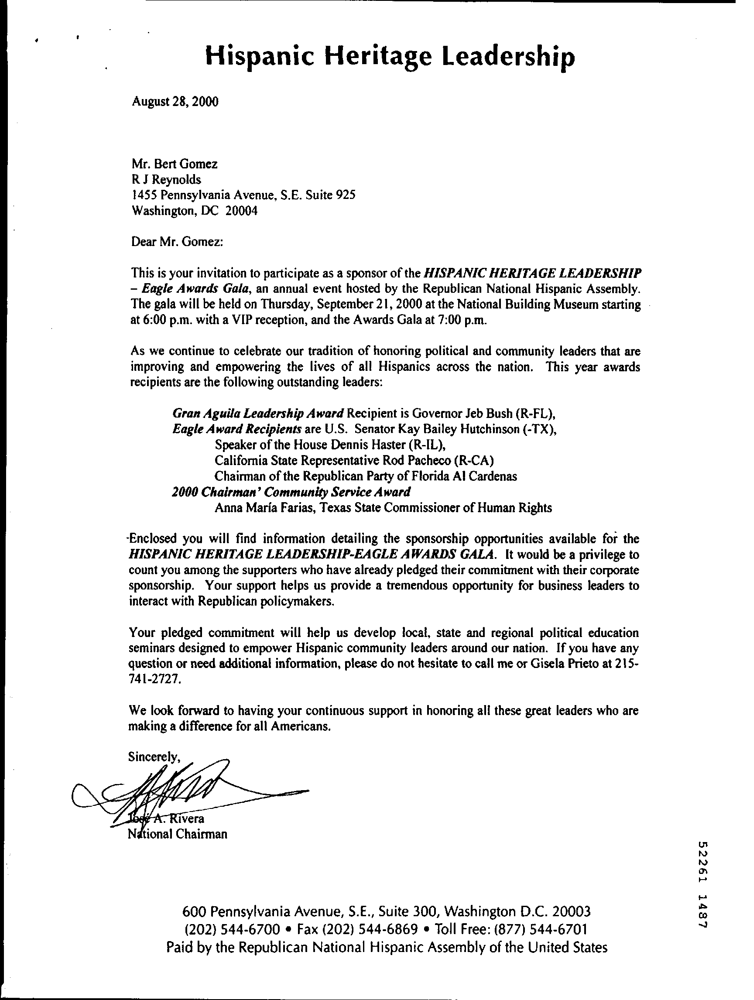 Hispanic Heritage Leadership
August 28, 2000
Mr. Bert Gomez
R J Reynolds
1455 Pennsylvania Avenue, S.E. Suite 925
Washington, DC 20004
Dear Mr. Gomez:
This is your invitation to participate as a sponsor of the HISPANIC HERITAGE LEADERSHIP
– Eagle Awards Gala, an annual event hosted by the Republican National Hispanic Assembly.
The gala will be held on Thursday, September 21, 2000 at the National Building Museum starting
at 6:00 p.m. with a VIP reception, and the Awards Gala at 7:00 p.m.
As we continue to celebrate our tradition of honoring political and community leaders that are
improving and empowering the lives of all Hispanics across the nation. This year awards
recipients are the following outstanding leaders:
Gran Aguila Leadership Award Recipient is Governor Jeb Bush (R-FL),
Eagle Award Recipients are U.S. Senator Kay Bailey Hutchinson (-TX),
Speaker of the House Dennis Haster (R-IL),
California State Representative Rod Pacheco (R-CA)
Chairman of the Republican Party of Florida Al Cardenas
2000 Chairman' Community Service Award
Anna María Farias, Texas State Commissioner of Human Rights
Enclosed you will find information detailing the sponsorship opportunities available for the
HISPANIC HERITAGE LEADERSHIP-EAGLE AWARDS GALA. It would be a privilege to
count you among the supporters who have already pledged their commitment with their corporate
sponsorship. Your support helps us provide a tremendous opportunity for business leaders to
interact with Republican policymakers.
Your pledged commitment will help us develop local, state and regional political education
seminars designed to empower Hispanic community leaders around our nation. If you have any
question or need additional information, please do not hesitate to call me or Gisela Prieto at 215-
741-2727.
We look forward to having your continuous support in honoring all these great leaders who are
making a difference for all Americans.
Sincerely,
José A. Rivera
National Chairman
52261 1487
600 Pennsylvania Avenue, S.E., Suite 300, Washington D.C. 20003
(202) 544-6700 • Fax (202) 544-6869 • Toll Free: (877) 544-6701
Paid by the Republican National Hispanic Assembly of the United States